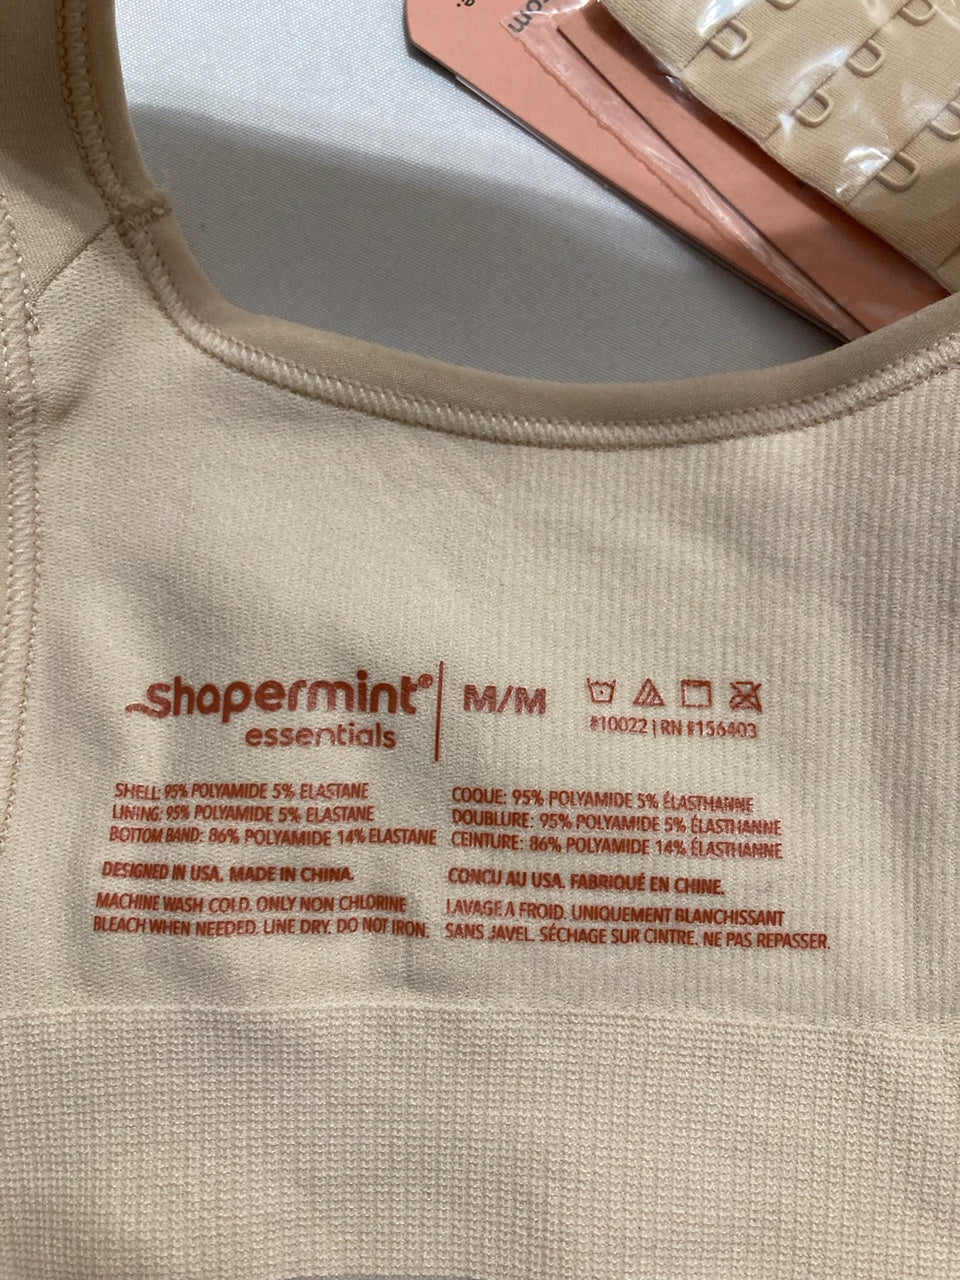 com
e.
shapermint®
essentials
M/M
#10022 | RN #156403
SHELL: 95% POLYAMIDE 5% ELASTANE
LINING: 95% POLYAMIDE 5% ELASTANE
BOTTOM BAND: 86% POLYAMIDE 14% ELASTANE
DESIGNED IN USA. MADE IN CHINA.
MACHINE WASH COLD. ONLY NON CHLORINE
BLEACH WHEN NEEDED. LINE DRY. DO NOT IRON.
COQUE: 95% POLYAMIDE 5% ÉLASTHANNE
DOUBLURE: 95% POLYAMIDE 5% ÉLASTHANNE
CEINTURE: 86% POLYAMIDE 14% ÉLASTHANNE
CONCU AU USA. FABRIQUÉ EN CHINE.
LAVAGE A FROID. UNIQUEMENT BLANCHISSANT
SANS JAVEL. SÉCHAGE SUR CINTRE. NE PAS REPASSER.